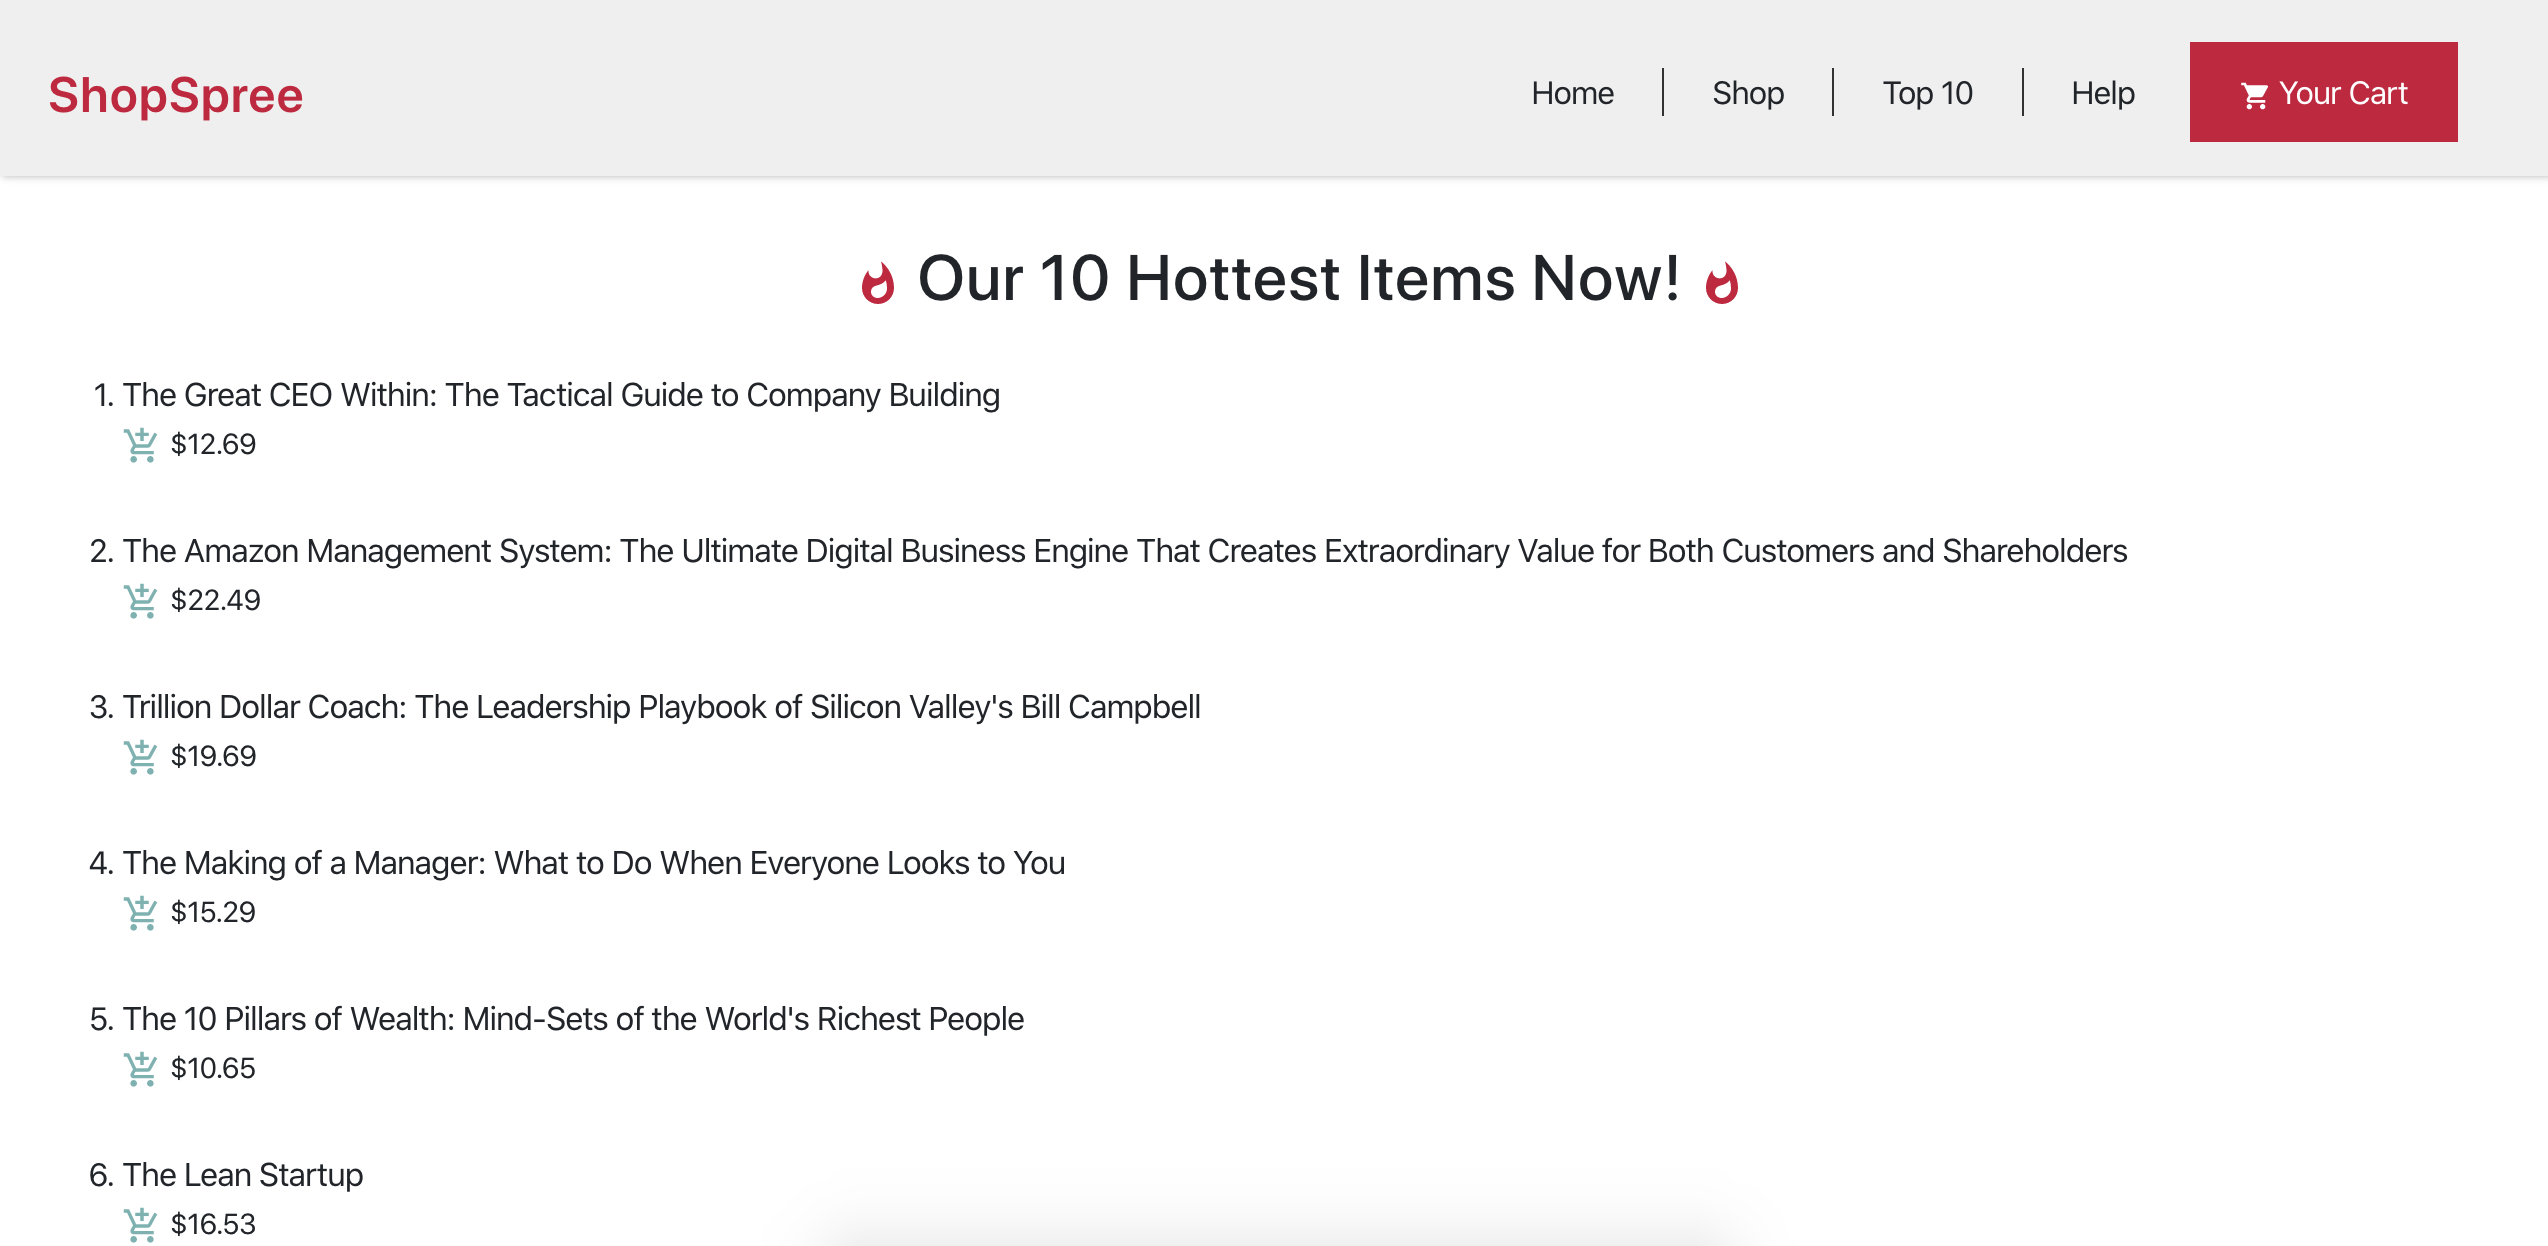 ShopSpree
Home
Shop
Top 10
Help
Your Cart
Our 10 Hottest Items Now!
1. The Great CEO Within: The Tactical Guide to Company Building
$12.69
2. The Amazon Management System: The Ultimate Digital Business Engine That Creates Extraordinary Value for Both Customers and Shareholders
$22.49
3. Trillion Dollar Coach: The Leadership Playbook of Silicon Valley's Bill Campbell
$19.69
4. The Making of a Manager: What to Do When Everyone Looks to You
$15.29
5. The 10 Pillars of Wealth: Mind-Sets of the World's Richest People
$10.65
6. The Lean Startup
$16.53